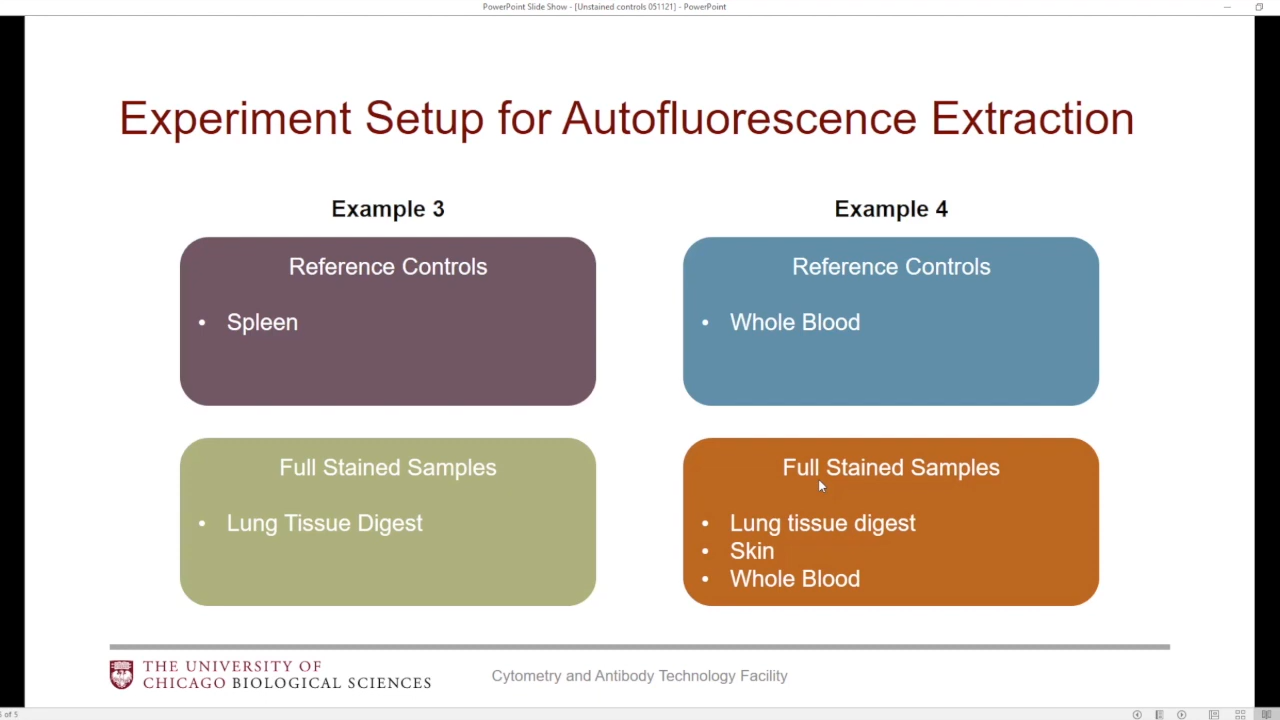 PowerPoint Slide Show - [Unstained controls 051121] - PowerPoint
Experiment Setup for Autofluorescence Extraction
Example 3
Reference Controls
• Spleen
Full Stained Samples
• Lung Tissue Digest
Example 4
Reference Controls
• Whole Blood
Full Stained Samples
• Lung tissue digest
• Skin
• Whole Blood
THE UNIVERSITY OF
CHICAGO BIOLOGICAL SCIENCES
Cytometry and Antibody Technology Facility
of 5